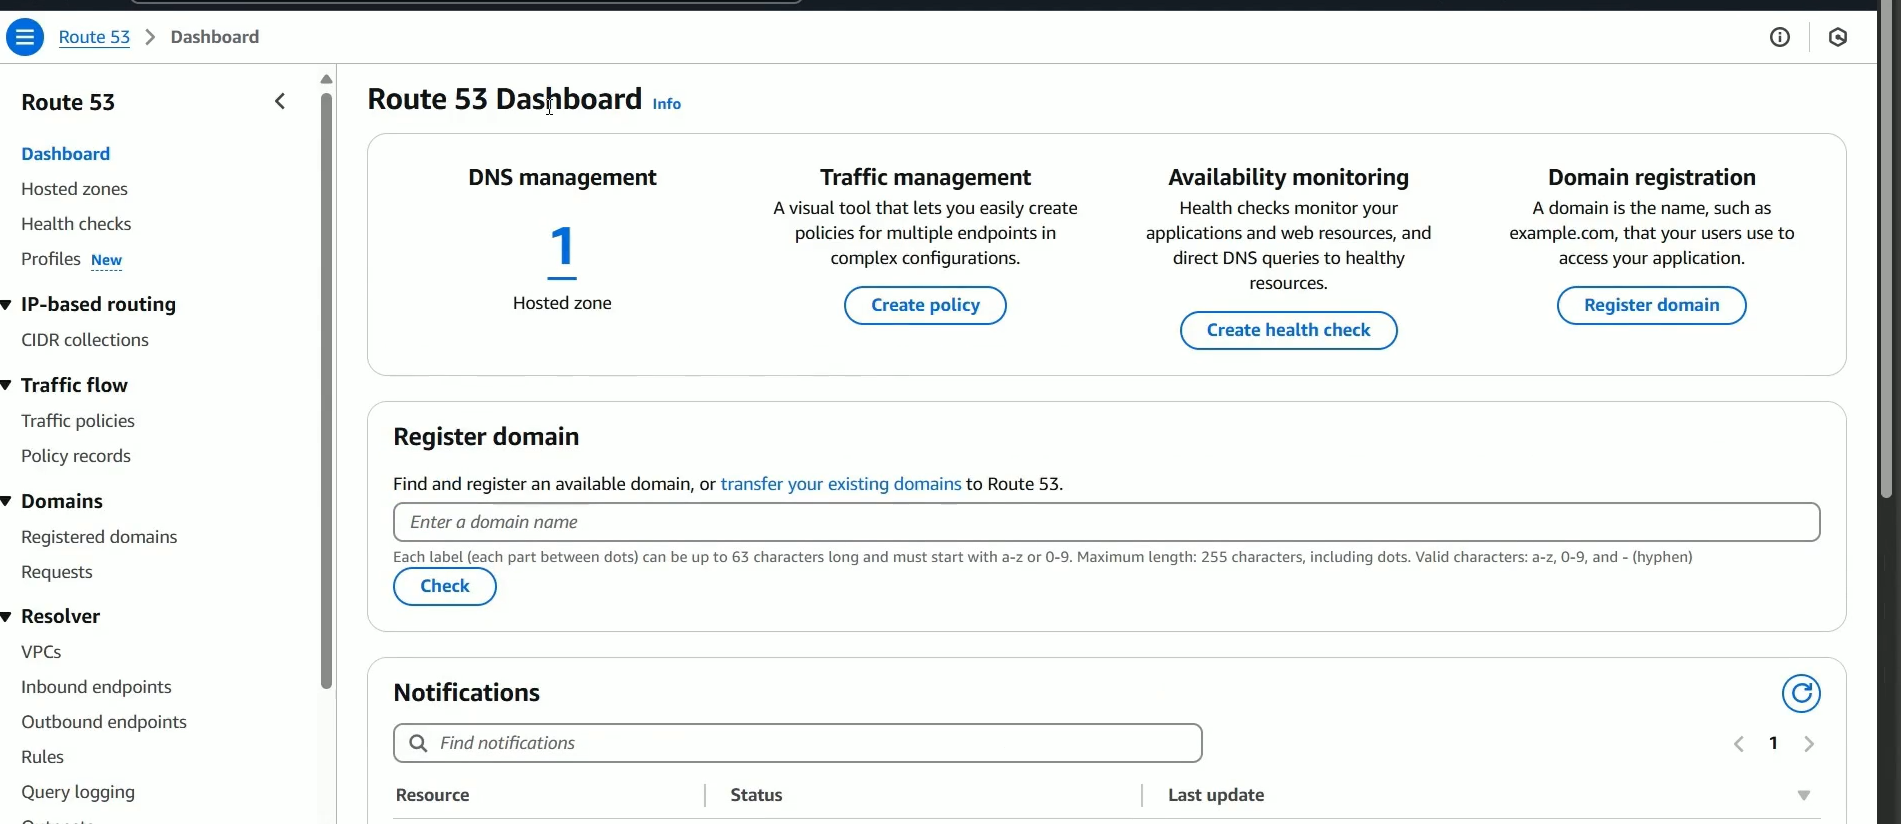 Route 53 > Dashboard
Route 53
Dashboard
Hosted zones
Health checks
Profiles New
IP-based routing
CIDR collections
Traffic flow
Traffic policies
Policy records
Domains
Registered domains
Requests
Resolver
VPCs
Inbound endpoints
Outbound endpoints
Rules
Query logging
Route 53 Dashboard Info
DNS management
1
Hosted zone
Traffic management
A visual tool that lets you easily create
policies for multiple endpoints in
complex configurations.
Create policy
Availability monitoring
Health checks monitor your
applications and web resources, and
direct DNS queries to healthy
resources.
Create health check
Domain registration
A domain is the name, such as
example.com, that your users use to
access your application.
Register domain
Register domain
Find and register an available domain, or transfer your existing domains to Route 53.
Enter a domain name
Each label (each part between dots) can be up to 63 characters long and must start with a-z or 0-9. Maximum length: 255 characters, including dots. Valid characters: a-z, 0-9, and - (hyphen)
Check
Notifications
Find notifications
1
Resource Status Last update